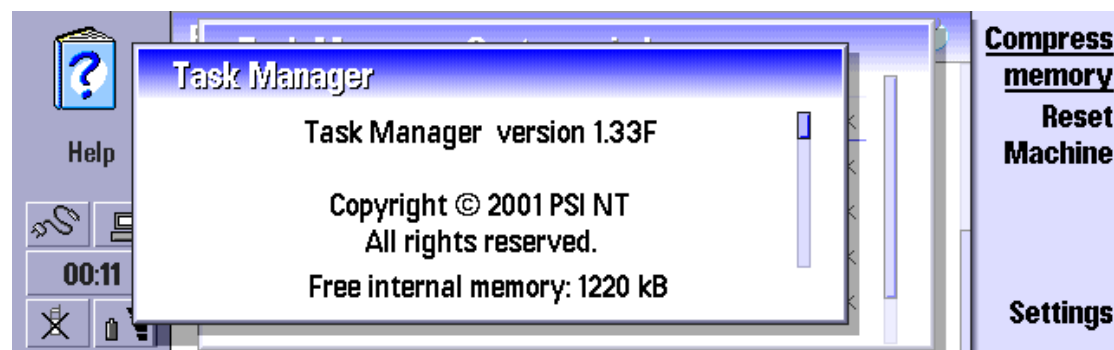 Help
00:11
Task Manager
Task Manager version 1.33F
Copyright © 2001 PSI NT
All rights reserved.
Free internal memory: 1220 kB
Compress
memory
Reset
Machine
Settings